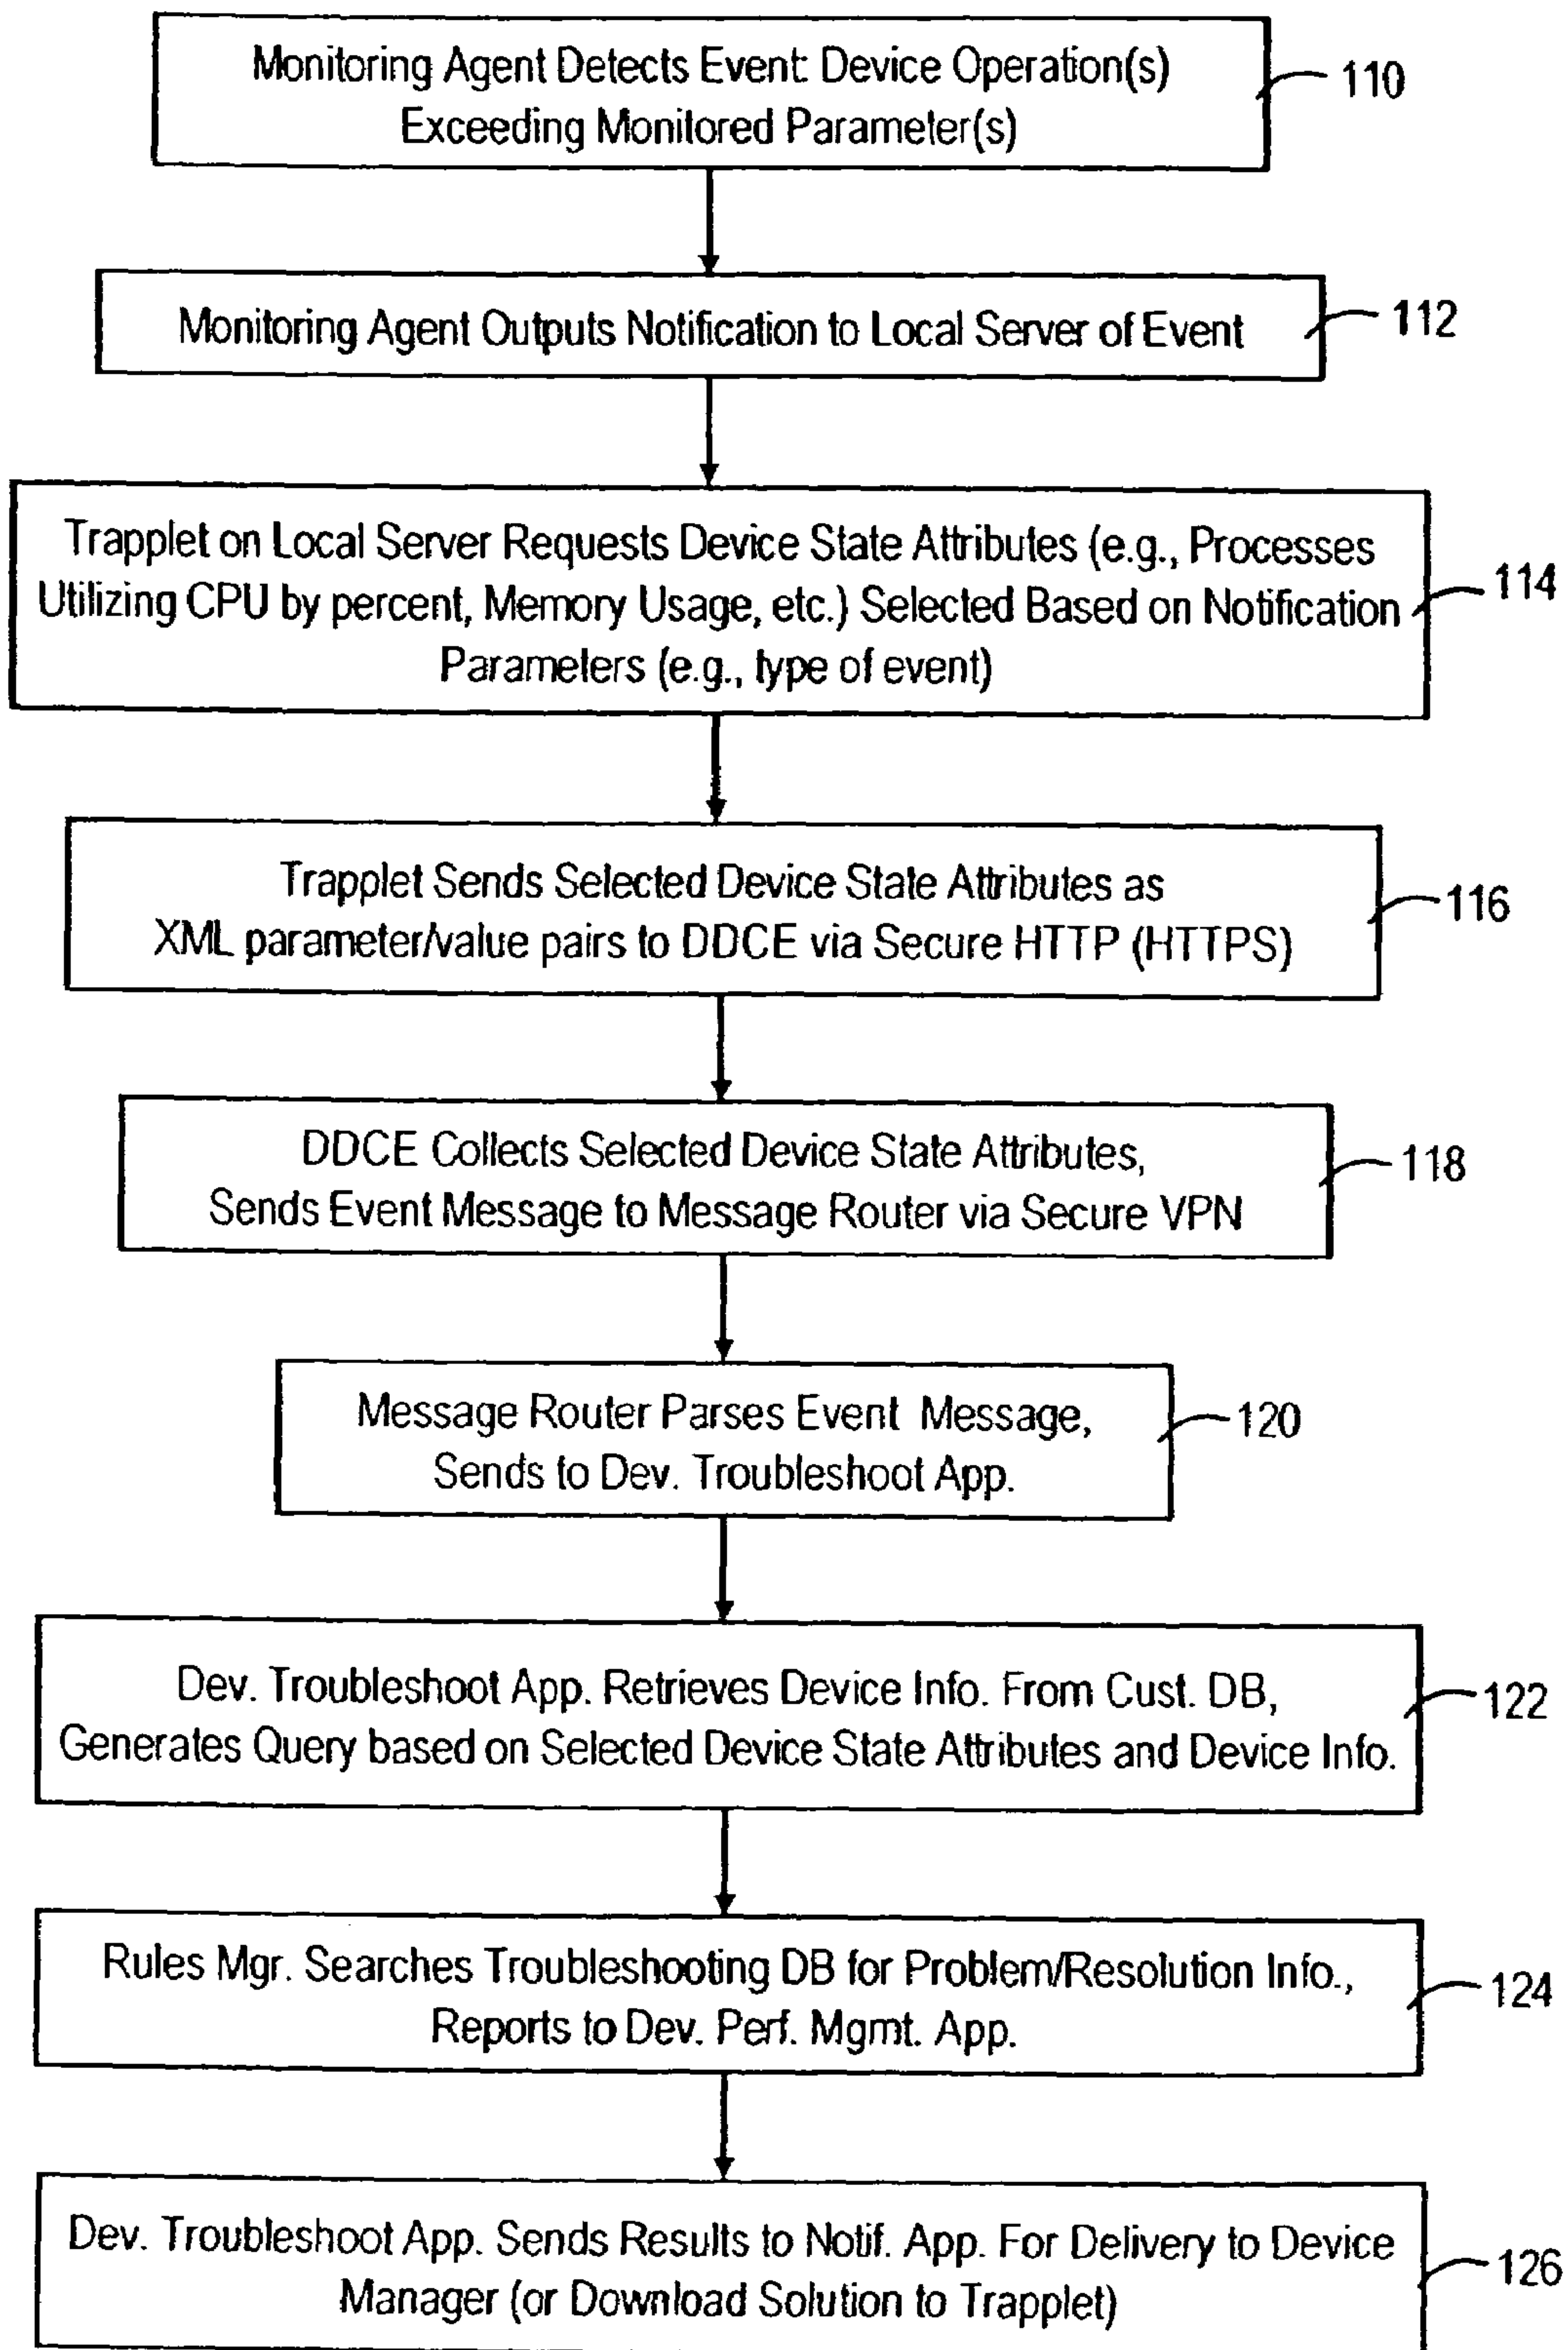 Monitoring Agent Detects Event: Device Operation(s)
Exceeding Monitored Parameter(s)
110
Monitoring Agent Outputs Notification to Local Server of Event
112
Trapplet on Local Server Requests Device State Attributes (e.g., Processes
Utilizing CPU by percent, Memory Usage, etc.) Selected Based on Notification
Parameters (e.g., type of event)
114
Trapplet Sends Selected Device State Attributes as
XML parameter/value pairs to DDCE via Secure HTTP (HTTPS)
116
DDCE Collects Selected Device State Attributes,
Sends Event Message to Message Router via Secure VPN
118
Message Router Parses Event Message,
Sends to Dev. Troubleshoot App.
120
Dev. Troubleshoot App. Retrieves Device Info. From Cust. DB,
Generates Query based on Selected Device State Attributes and Device Info.
122
Rules Mgr. Searches Troubleshooting DB for Problem/Resolution Info.,
Reports to Dev. Perf. Mgmt. App.
124
Dev. Troubleshoot App. Sends Results to Notif. App. For Delivery to Device
Manager (or Download Solution to Trapplet)
126